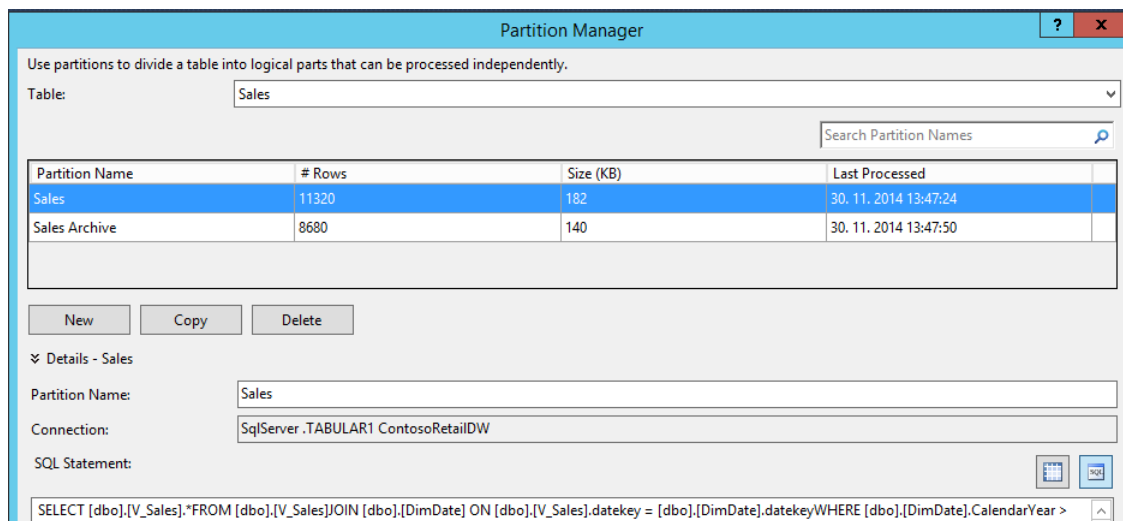 Partition Manager
?
x
Use partitions to divide a table into logical parts that can be processed independently.
Table:
Sales
Search Partition Names
Partition Name # Rows Size (KB) Last Processed
Sales 11320 182 30. 11. 2014 13:47:24
Sales Archive 8680 140 30. 11. 2014 13:47:50
New Copy Delete
Details - Sales
Partition Name: Sales
Connection: SqlServer .TABULAR1 ContosoRetailDW
SQL Statement:
SQL
SELECT [dbo].[V_Sales].*FROM [dbo].[V_Sales]JOIN [dbo].[DimDate] ON [dbo].[V_Sales].datekey = [dbo].[DimDate].datekeyWHERE [dbo].[DimDate].CalendarYear >